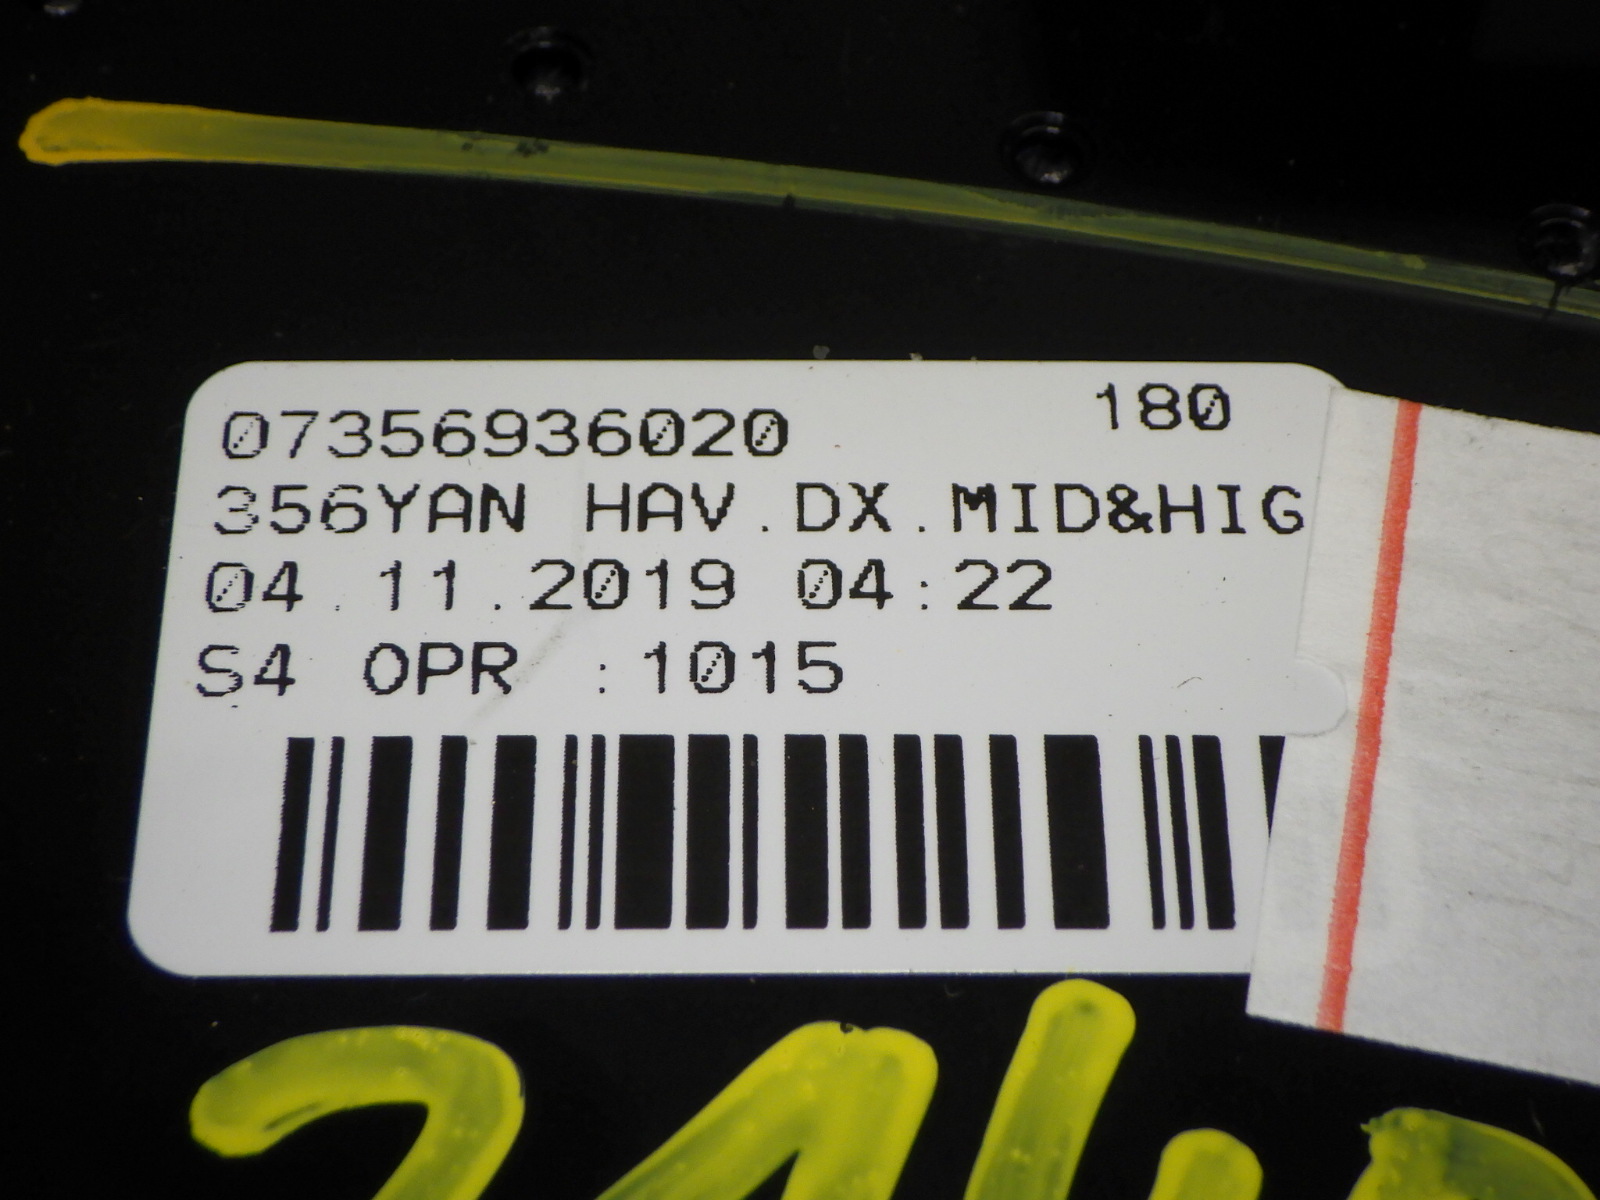 07356936020 180
356YAN HAV.DX.MID&HIG
04.11.2019 04:22
S4 OPR :1015